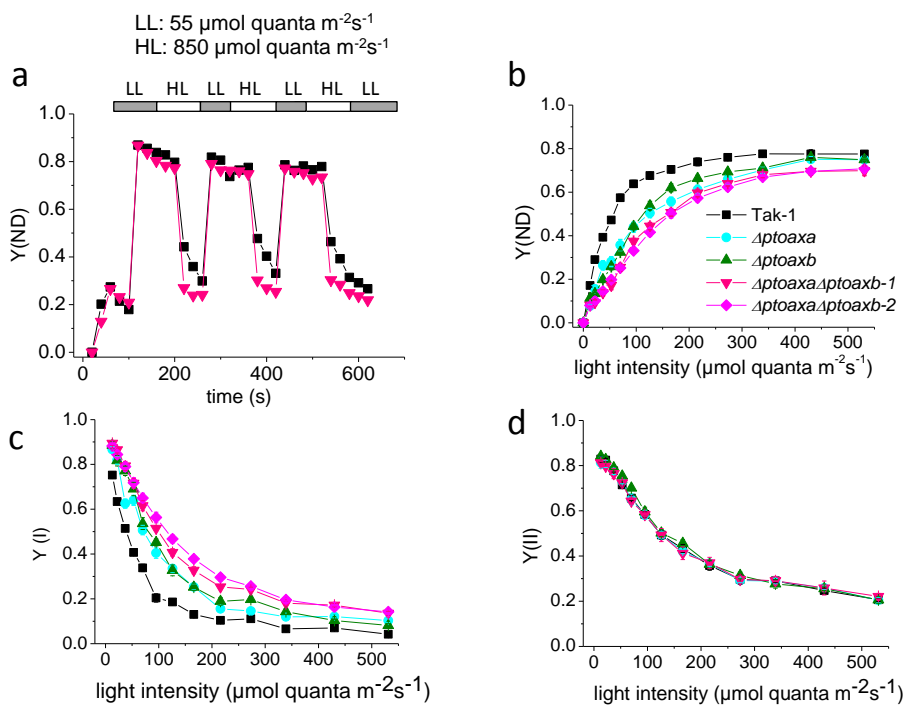 LL: 55 µmol quanta m-2s-1
HL: 850 µmol quanta m-2s-1
a
LL HL LL HL LL HL LL
Y(ND)
1.0
0.8
0.6
0.4
0.2
0.0
0 200 400 600
time (s)
b
Y(ND)
1.0
0.8
0.6
0.4
0.2
0.0
Tak-1
Δptoaxa
Δptoaxb
ΔptoaxaΔptoaxb-1
ΔptoaxaΔptoaxb-2
0 100 200 300 400 500
light intensity (µmol quanta m-2s-1)
c
Y (I)
1.0
0.8
0.6
0.4
0.2
0.0
0 100 200 300 400 500
light intensity (µmol quanta m-2s-1)
d
Y(II)
1.0
0.8
0.6
0.4
0.2
0.0
0 100 200 300 400 500
light intensity (µmol quanta m-2s-1)